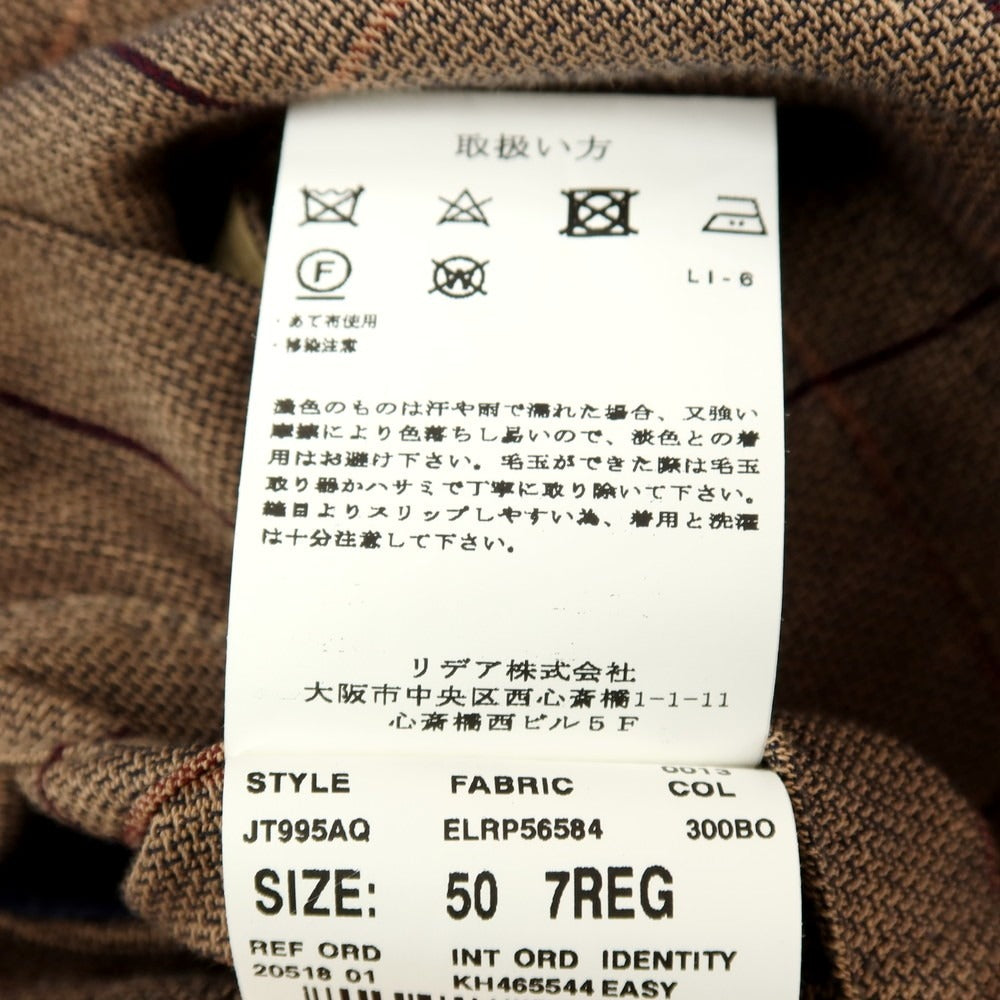 取扱い方
F W LI-6
・あて布使用
・移染注意
濃色のものは汗や雨で濡れた場合、又強い
摩擦により色落ちし易いので、淡色との着
用はお避け下さい。毛玉ができた際は毛玉
取り器かハサミで丁寧に取り除いて下さい。
縫目よりスリップしやすい為、着用と洗濯
は十分注意して下さい。
リデア株式会社
大阪市中央区西心斎橋1-1-11
心斎橋西ビル5F
0013
STYLE FABRIC COL
JT995AQ ELRP56584 300BO
SIZE: 50 7REG
REF ORD INT ORD IDENTITY
20518 01 KH465544 EASY